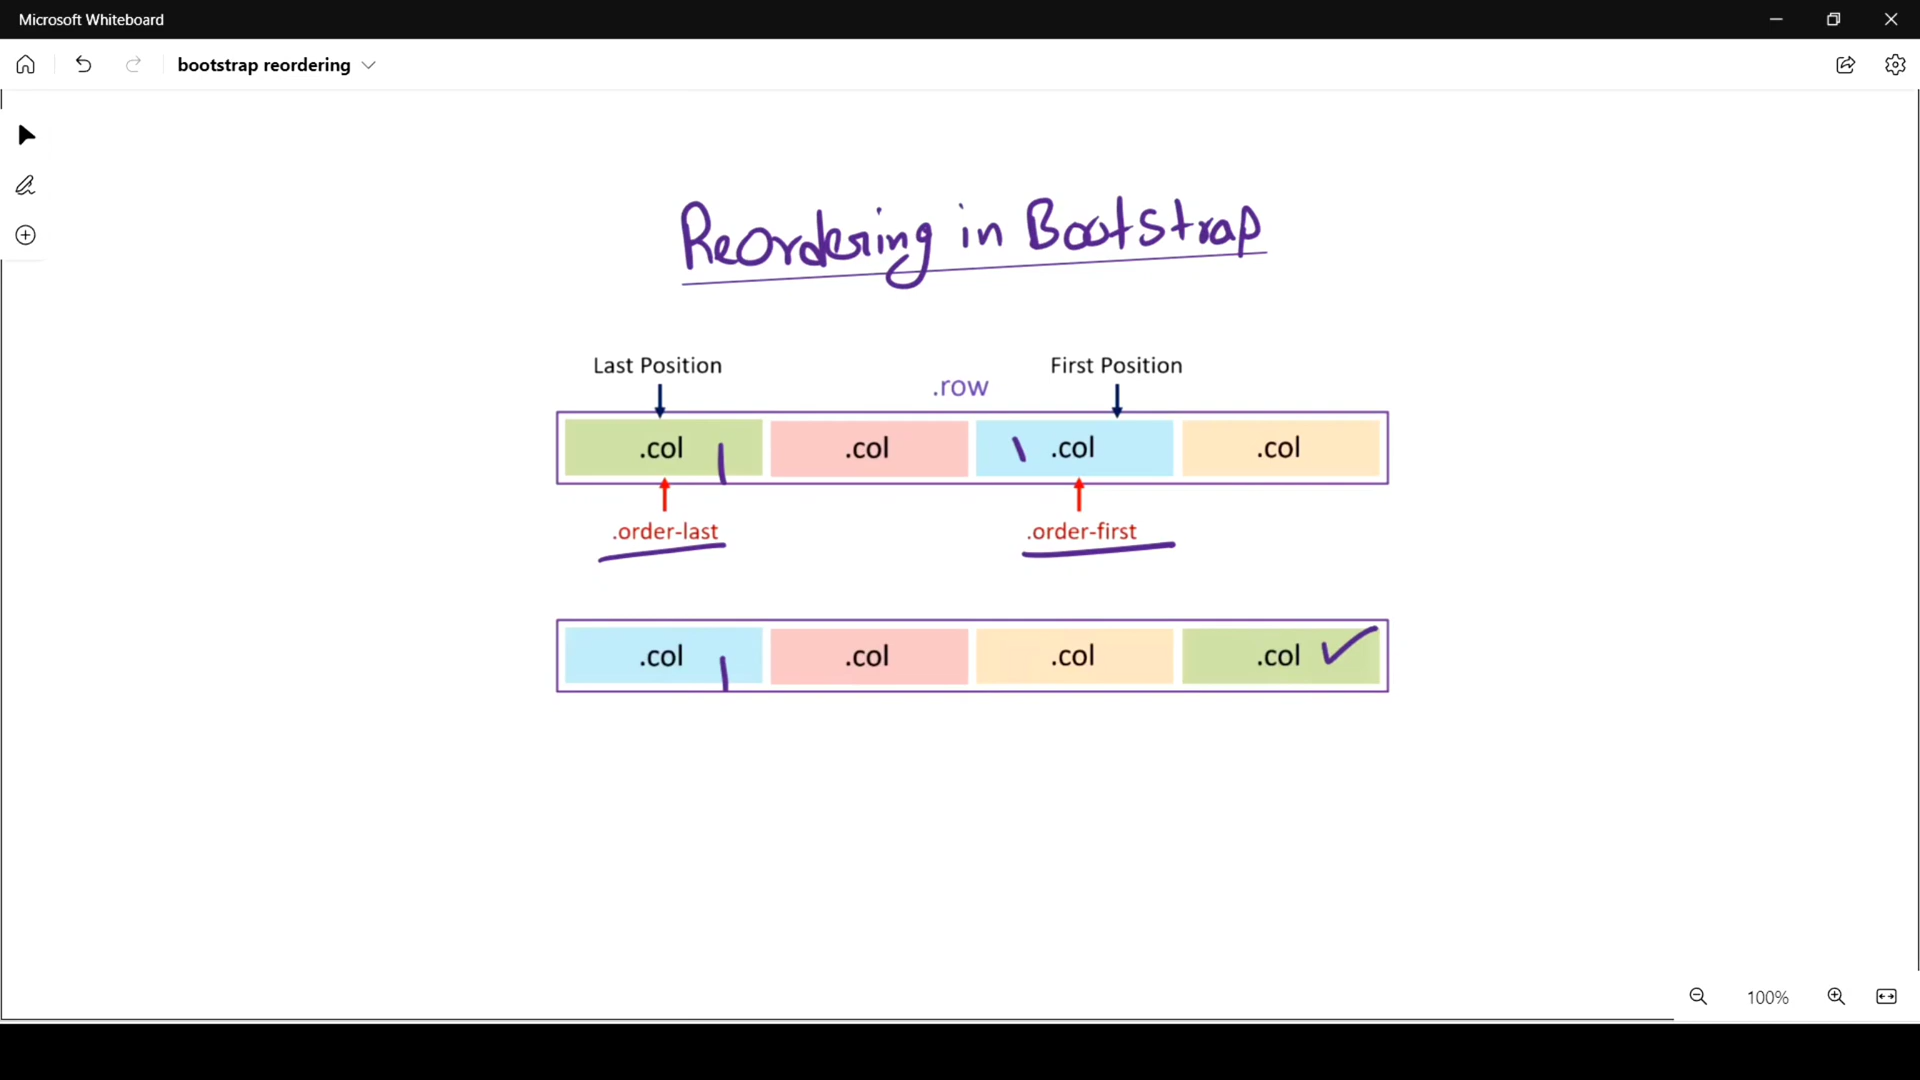 Microsoft Whiteboard
bootstrap reordering
Reordering in Bootstrap
Last Position
First Position
.row
.col .col .col .col
.order-last
.order-first
.col .col .col .col
100%